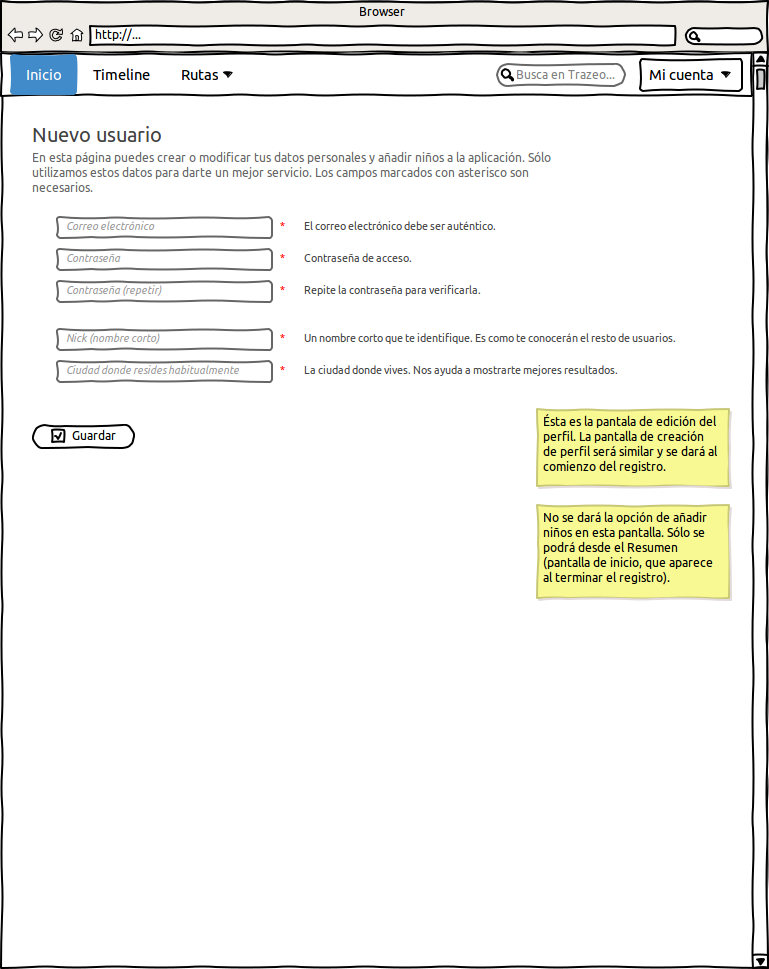 Browser
http://...
Inicio
Timeline
Rutas
Busca en Trazeo...
Mi cuenta
Nuevo usuario
En esta página puedes crear o modificar tus datos personales y añadir niños a la aplicación. Sólo
utilizamos estos datos para darte un mejor servicio. Los campos marcados con asterisco son
necesarios.
Correo electrónico * El correo electrónico debe ser auténtico.
Contraseña * Contraseña de acceso.
Contraseña (repetir) * Repite la contraseña para verificarla.
Nick (nombre corto) * Un nombre corto que te identifique. Es como te conocerán el resto de usuarios.
Ciudad donde resides habitualmente * La ciudad donde vives. Nos ayuda a mostrarte mejores resultados.
Guardar
Ésta es la pantala de edición del
perfil. La pantalla de creación
de perfil será similar y se dará al
comienzo del registro.
No se dará la opción de añadir
niños en esta pantalla. Sólo se
podrá desde el Resumen
(pantalla de inicio, que aparece
al terminar el registro).